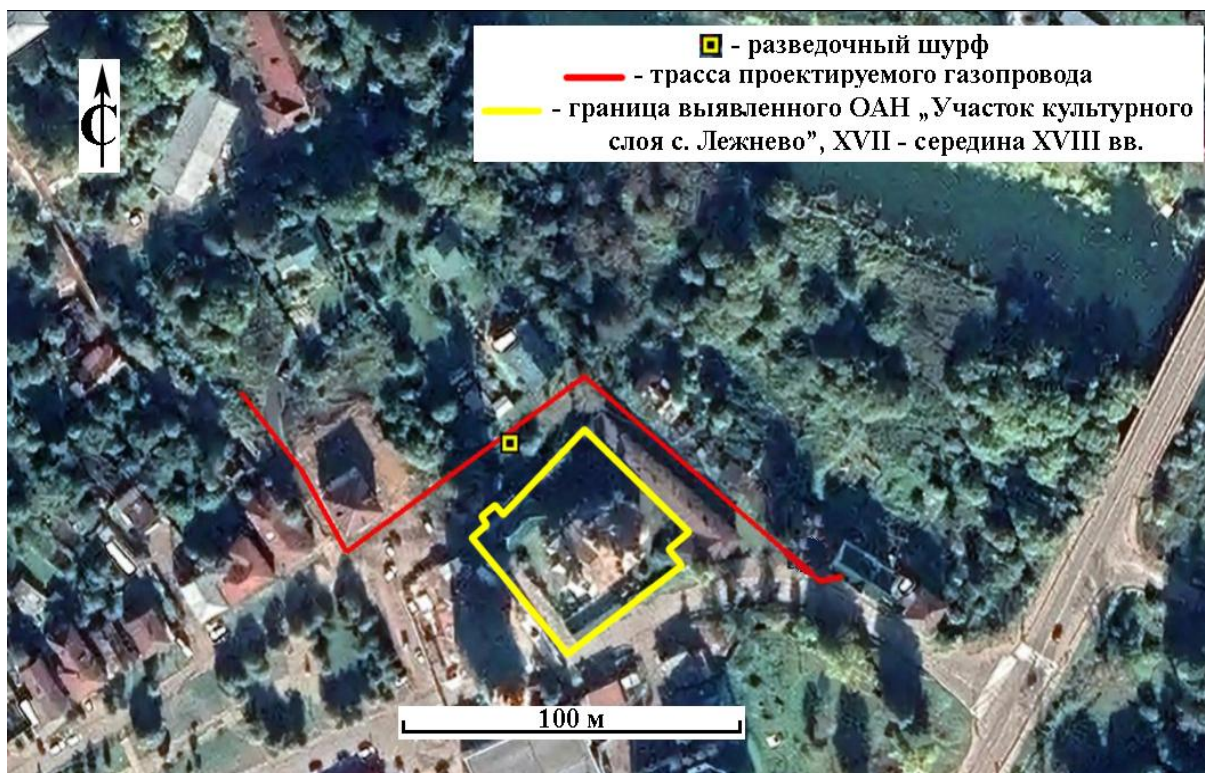 - разведочный шурф
- трасса проектируемого газопровода
- граница выявленного ОАН „Участок культурного
слоя с. Лежнево”, XVII - середина XVIII вв.
С
100 м